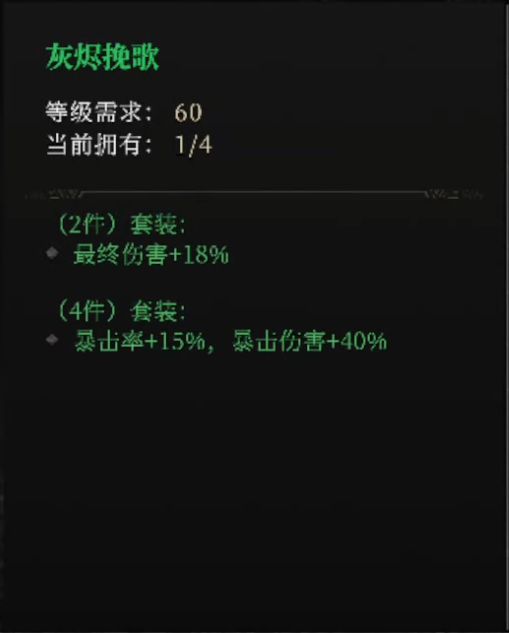 灰烬挽歌
等级需求： 60
当前拥有： 1/4
（2件）套装：
最终伤害+18%
（4件）套装：
暴击率+15%，暴击伤害+40%